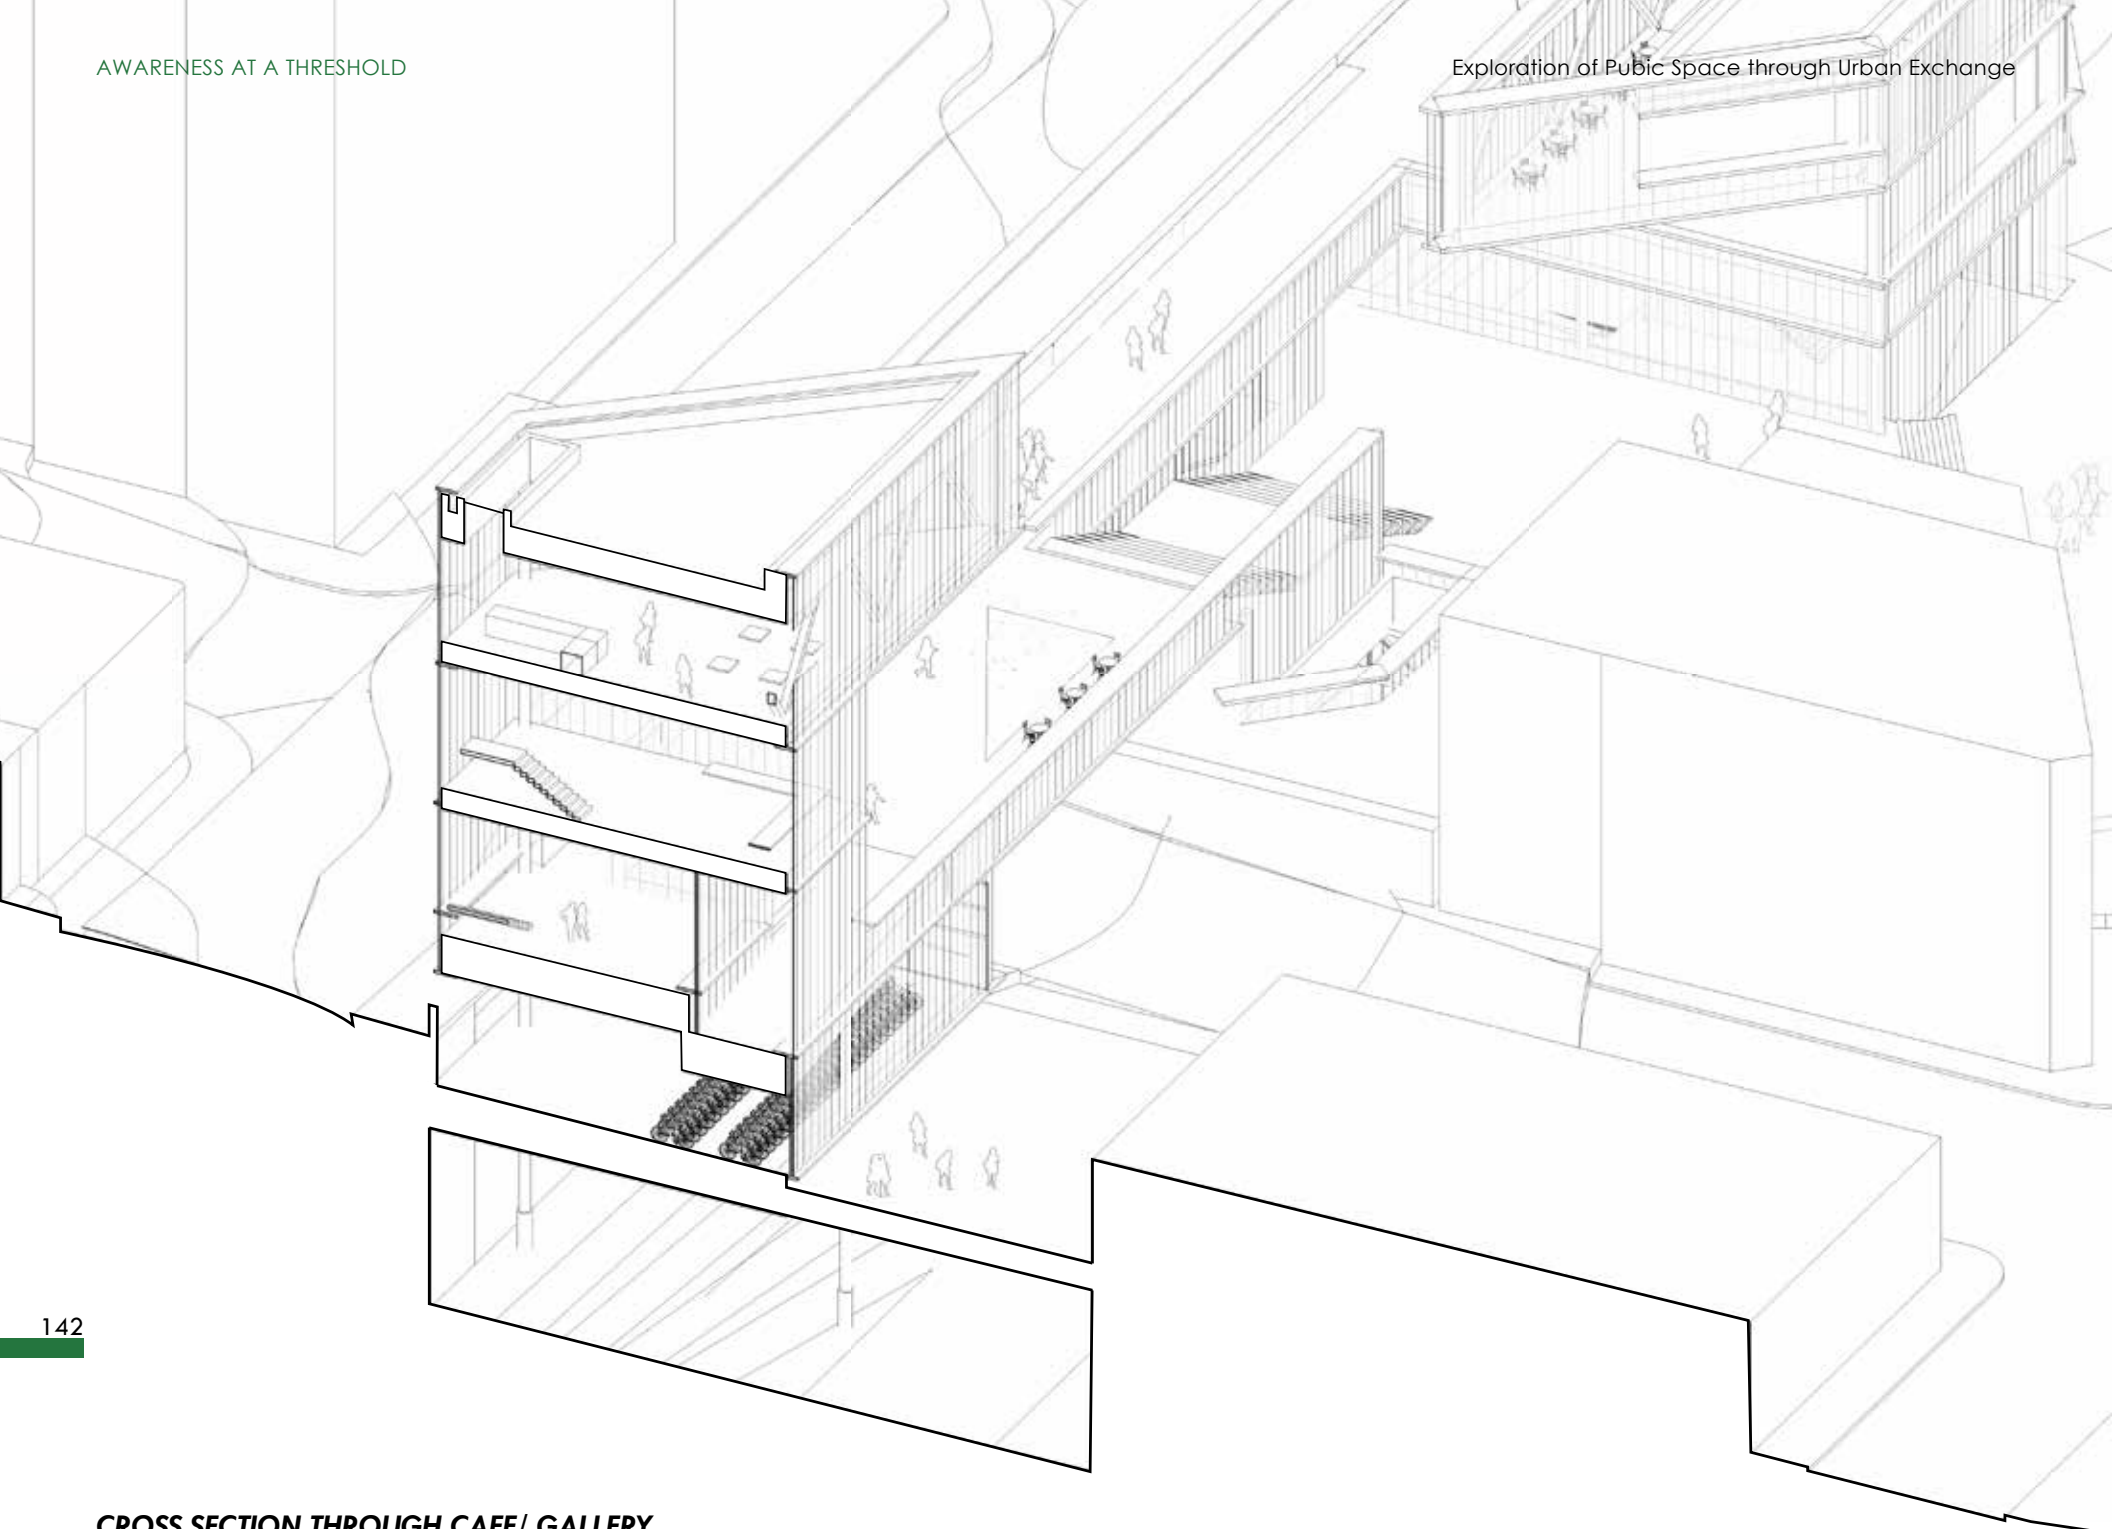 AWARENESS AT A THRESHOLD
Exploration of Pubic Space through Urban Exchange
142
CROSS SECTION THROUGH CAFE/ GALLERY